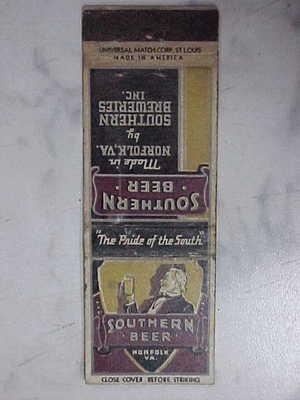 UNIVERSAL MATCH CORP., ST. LOUIS
MADE IN AMERICA
SOUTHERN
BEER
Made in
NORFOLK, VA.
by
SOUTHERN
BREWERIES
INC.
"The Pride of the South"
SOUTHERN
BEER
NORFOLK
VA.
CLOSE COVER BEFORE STRIKING